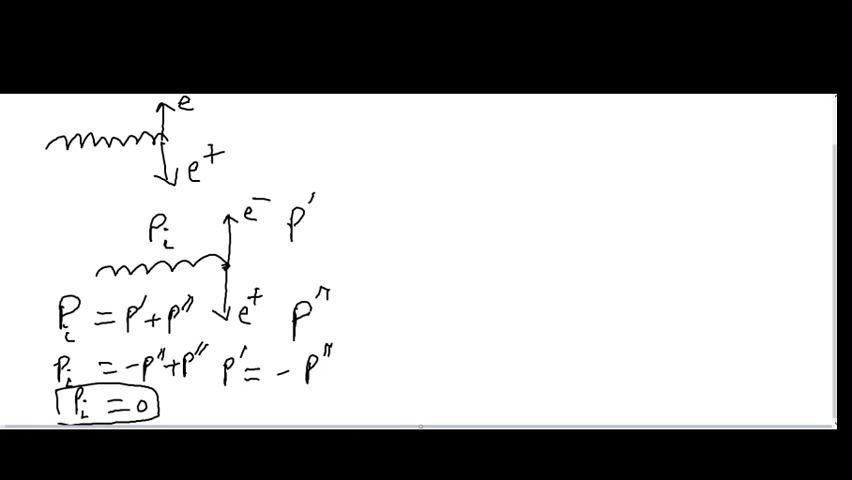 e
e⁺
Pᵢ e⁻ p′
e⁺ p″
Pᵢ = p′ + p″
Pᵢ = -p″ + p″ p′ = - p″
Pᵢ = 0